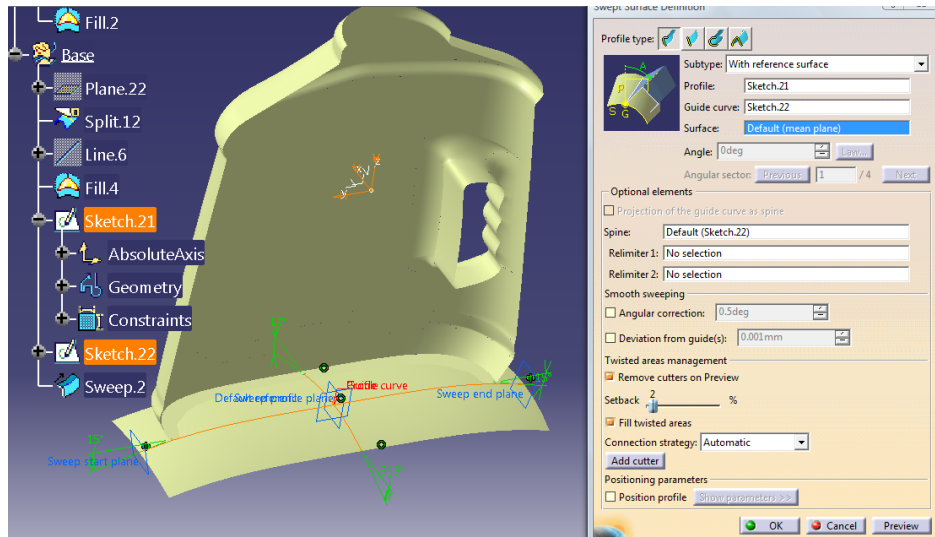 Fill.2
Base
Plane.22
Split.12
Line.6
Fill.4
Sketch.21
AbsoluteAxis
Geometry
Constraints
Sketch.22
Sweep.2
Profile curve
Default reference plane
Sweep end plane
Sweep start plane
Swept Surface Definition
Profile type:
Subtype: With reference surface
Profile: Sketch.21
Guide curve: Sketch.22
Surface: Default (mean plane)
Angle: 0deg Law...
Angular sector: Previous 1 / 4 Next
Optional elements
Projection of the guide curve as spine
Spine: Default (Sketch.22)
Relimiter 1: No selection
Relimiter 2: No selection
Smooth sweeping
Angular correction: 0.5deg
Deviation from guide(s): 0.001mm
Twisted areas management
Remove cutters on Preview
Setback 2 %
Fill twisted areas
Connection strategy: Automatic
Add cutter
Positioning parameters
Position profile Show parameters >>
OK Cancel Preview